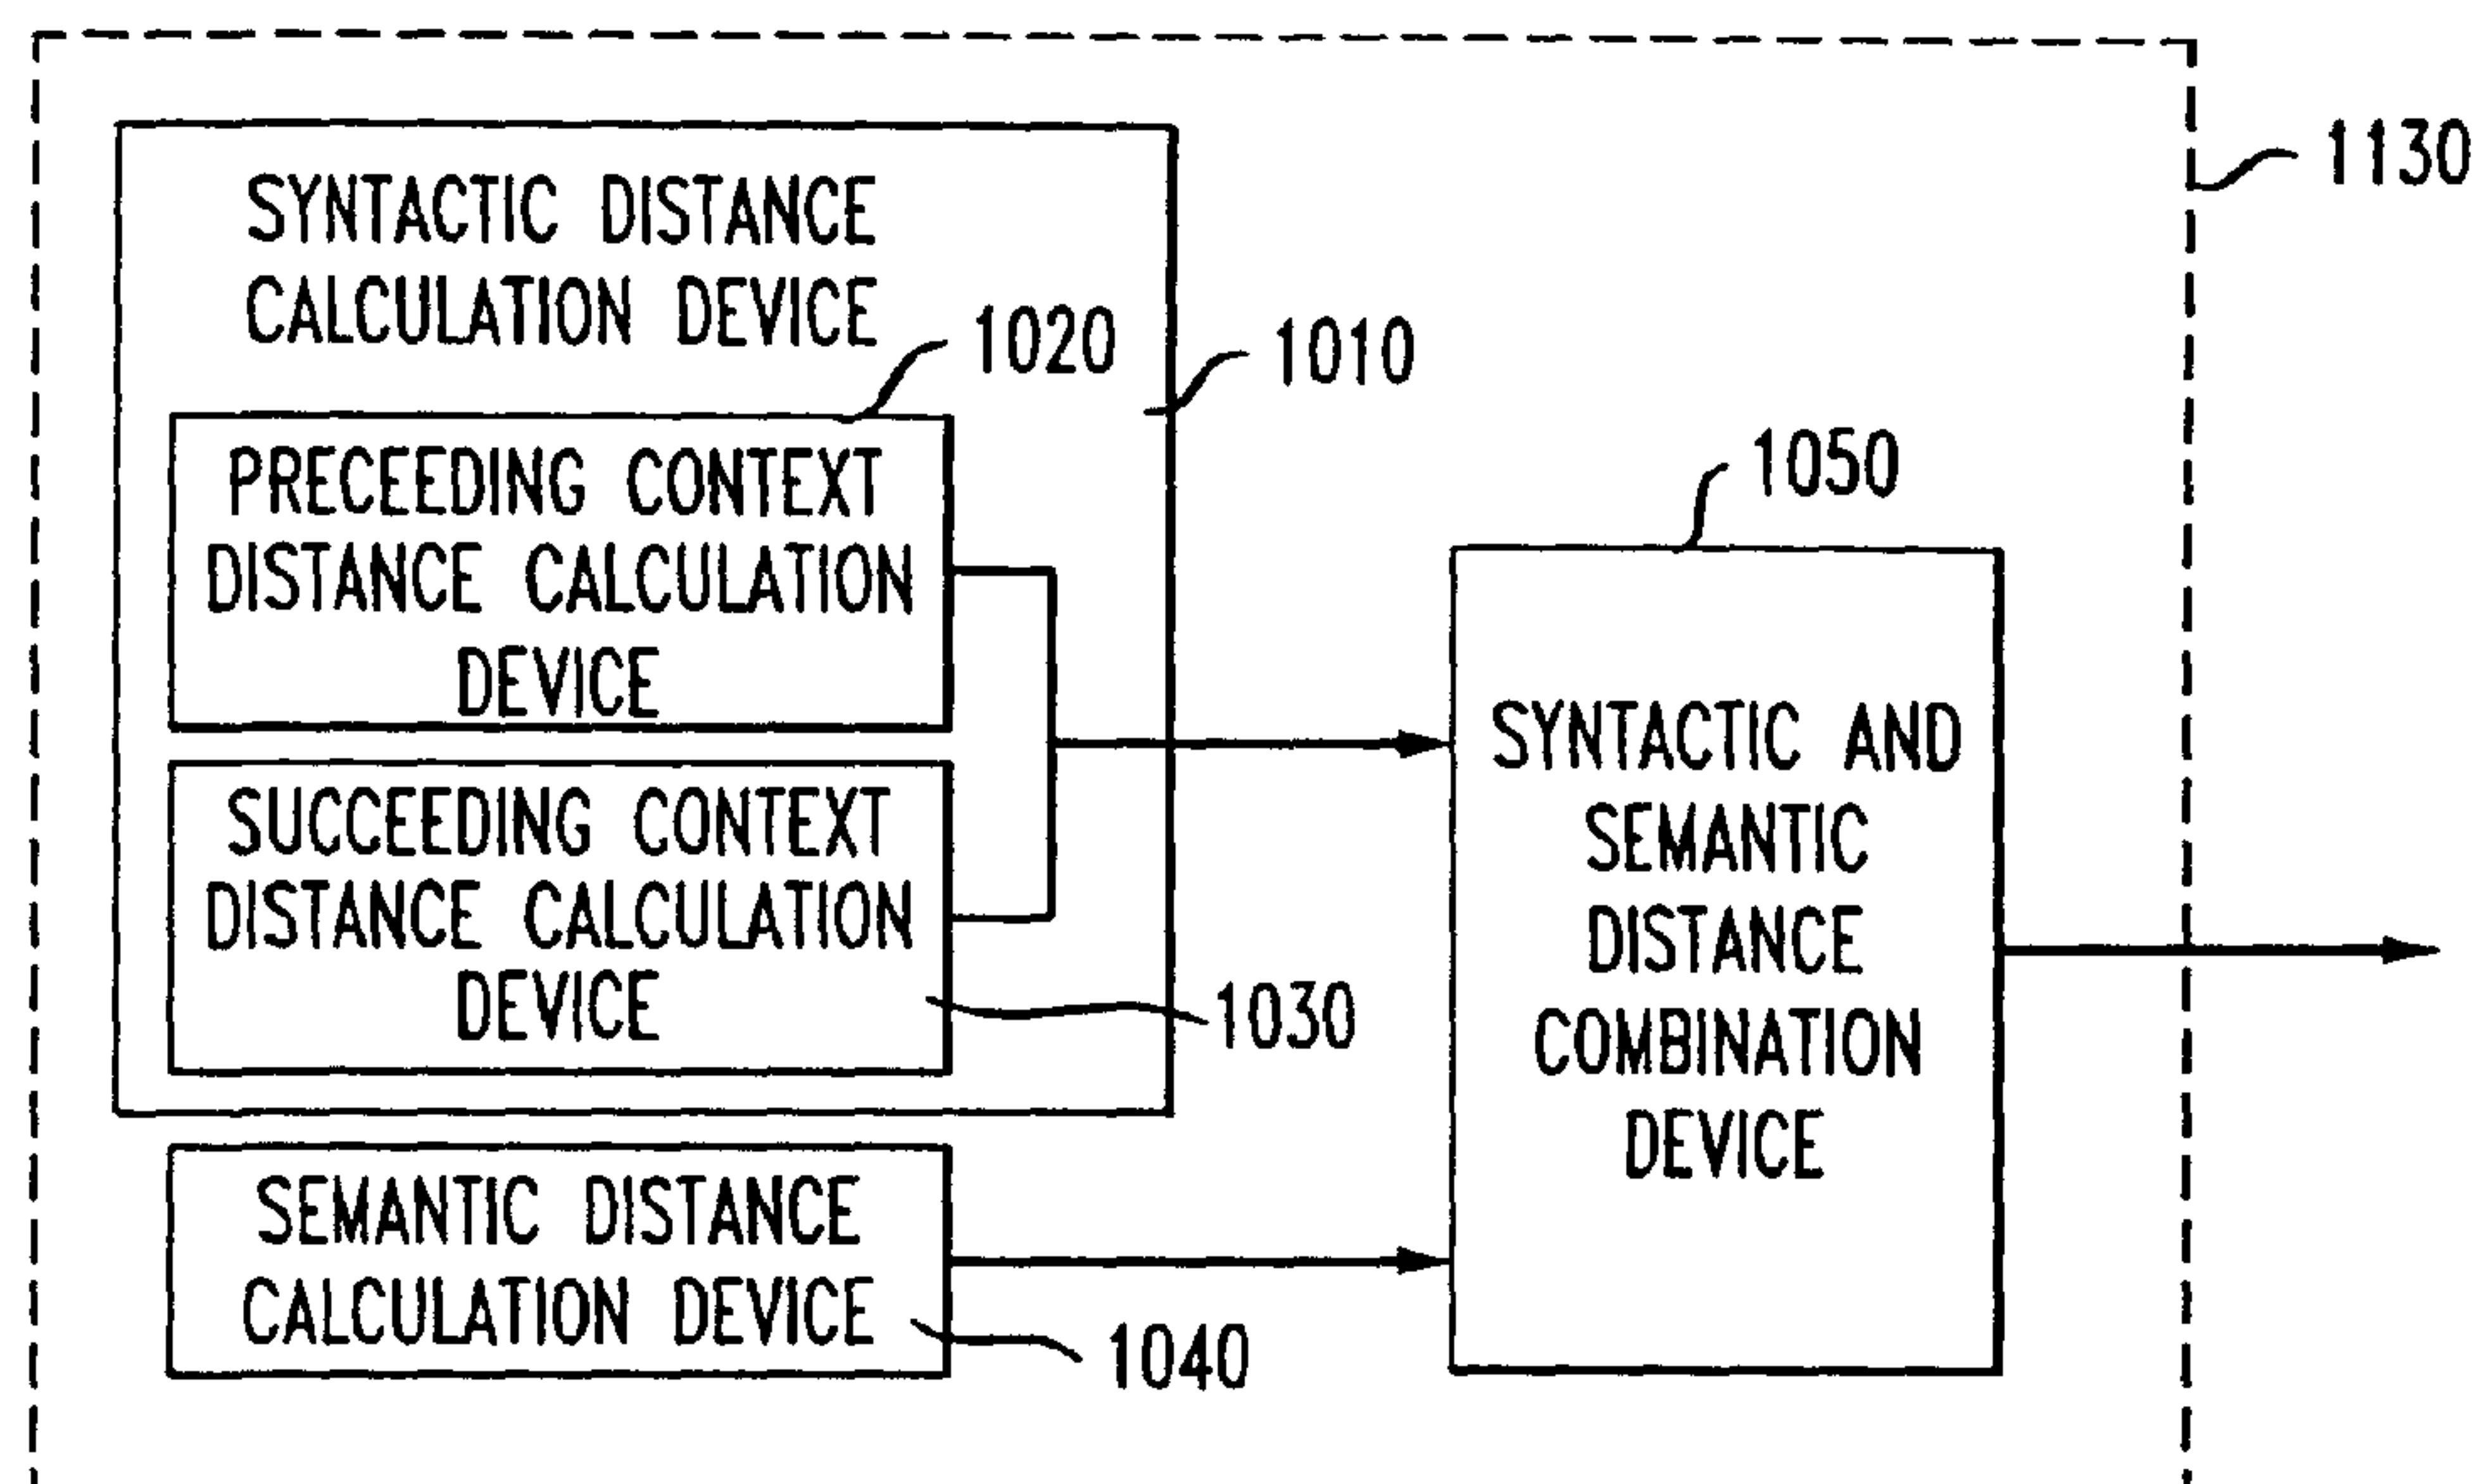 1130
SYNTACTIC DISTANCE
CALCULATION DEVICE
1020
1010
PRECEEDING CONTEXT
DISTANCE CALCULATION
DEVICE
SUCCEEDING CONTEXT
DISTANCE CALCULATION
DEVICE
1030
SEMANTIC DISTANCE
CALCULATION DEVICE
1040
1050
SYNTACTIC AND
SEMANTIC
DISTANCE
COMBINATION
DEVICE